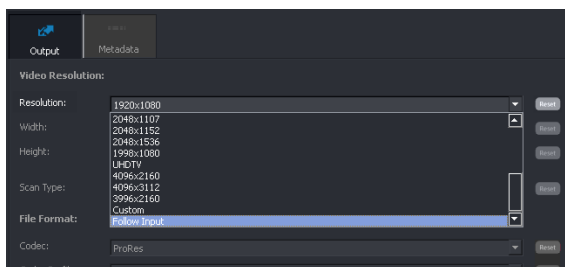 Output
Metadata
Video Resolution:
Resolution:
1920x1080
Reset
2048x1107
2048x1152
2048x1536
1998x1080
UHDTV
4096x2160
4096x3112
3996x2160
Custom
Follow Input
Width:
Reset
Height:
Reset
Scan Type:
Reset
File Format:
Codec:
ProRes
Reset